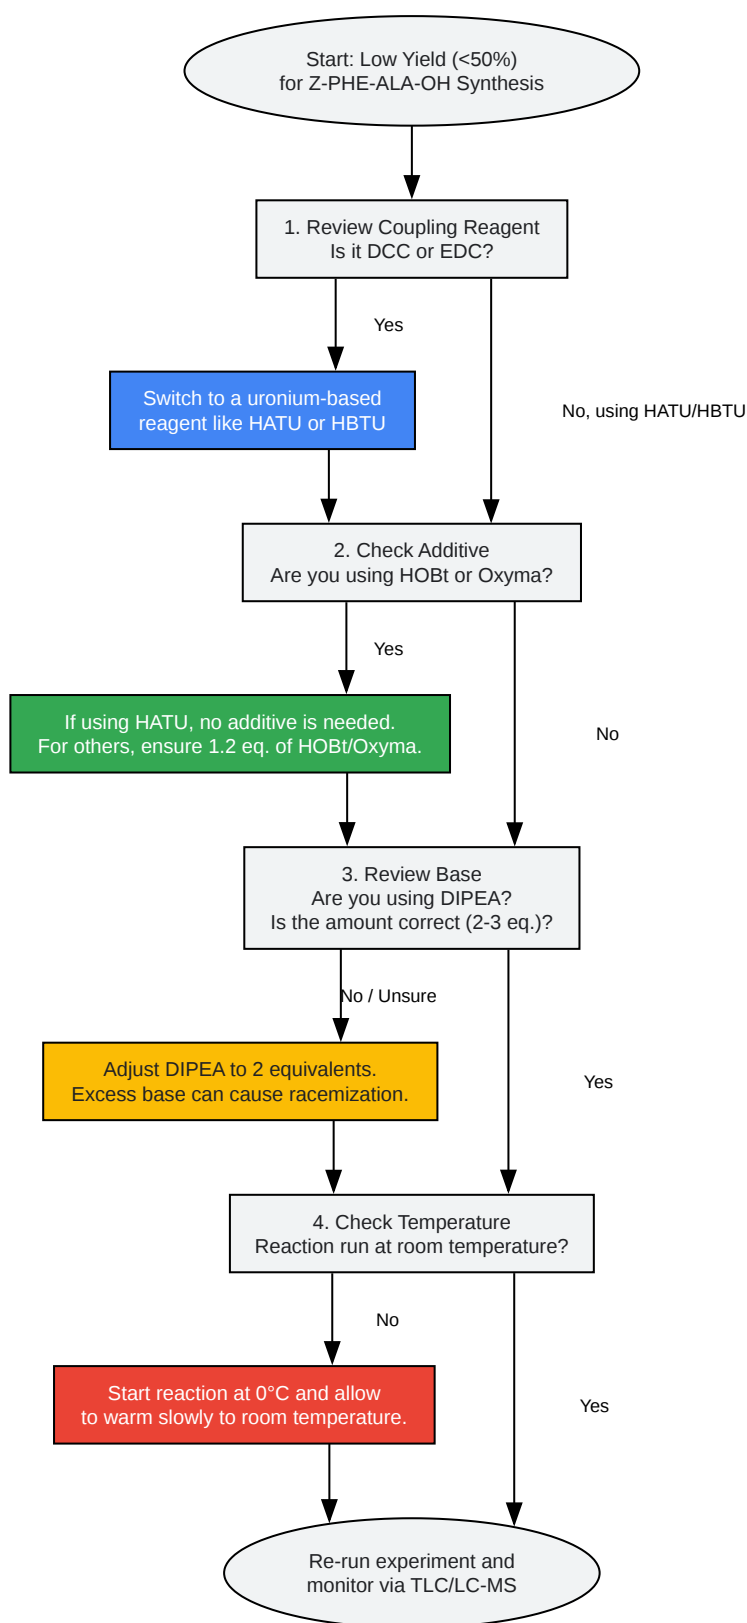 Start: Low Yield (<50%)
for Z-PHE-ALA-OH Synthesis
1. Review Coupling Reagent
Is it DCC or EDC?
Yes
Switch to a uronium-based
reagent like HATU or HBTU
No, using HATU/HBTU
2. Check Additive
Are you using HOBt or Oxyma?
Yes
If using HATU, no additive is needed.
For others, ensure 1.2 eq. of HOBt/Oxyma.
No
3. Review Base
Are you using DIPEA?
Is the amount correct (2-3 eq.)?
No / Unsure
Adjust DIPEA to 2 equivalents.
Excess base can cause racemization.
Yes
4. Check Temperature
Reaction run at room temperature?
No
Start reaction at 0°C and allow
to warm slowly to room temperature.
Yes
Re-run experiment and
monitor via TLC/LC-MS